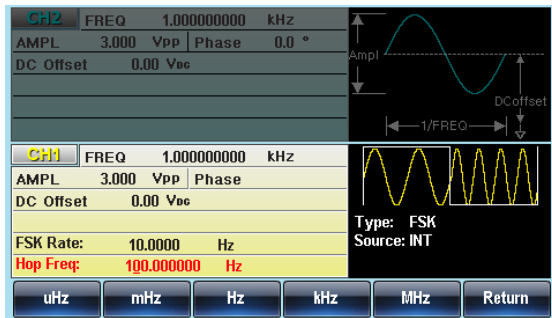 CH2 FREQ 1.000000000 kHz
AMPL 3.000 Vpp Phase 0.0 °
DC Offset 0.00 VDC
Ampl
DCoffset
1/FREQ
CH1 FREQ 1.000000000 kHz
AMPL 3.000 Vpp Phase
DC Offset 0.00 VDC
FSK Rate: 10.0000 Hz
Hop Freq: 100.000000 Hz
Type: FSK
Source: INT
uHz mHz Hz kHz MHz Return